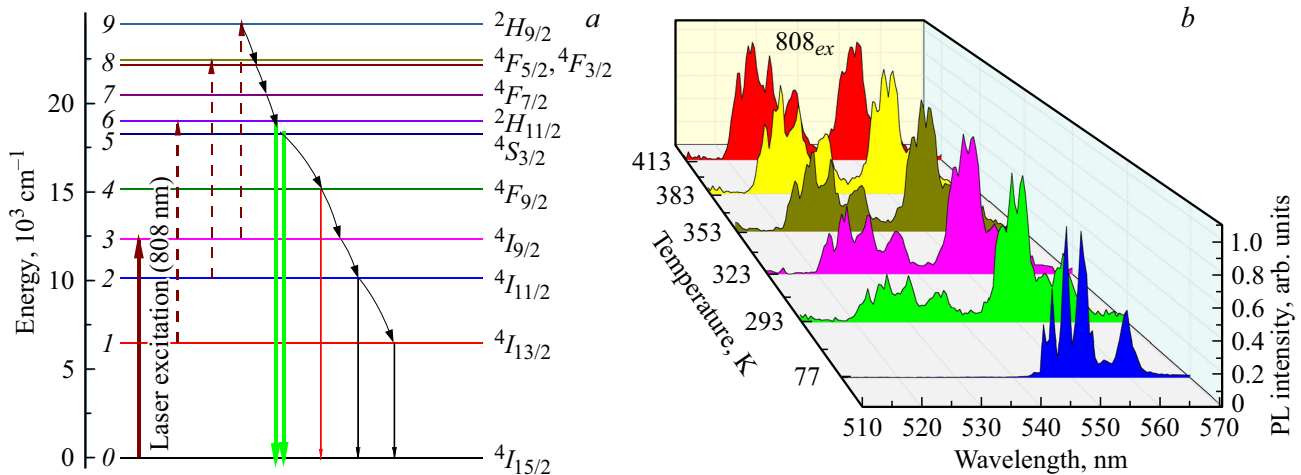 a
Energy, 10³ cm⁻¹
20
15
10
5
0
9
8
7
6
5
4
3
2
1
0
²H₉/₂
⁴F₅/₂, ⁴F₃/₂
⁴F₇/₂
²H₁₁/₂
⁴S₃/₂
⁴F₉/₂
⁴I₉/₂
⁴I₁₁/₂
⁴I₁₃/₂
⁴I₁₅/₂
Laser excitation (808 nm)
b
808ₑₓ
413
383
353
323
293
77
Temperature, K
1.0
0.8
0.6
0.4
0.2
0
PL intensity, arb. units
510 520 530 540 550 560 570
Wavelength, nm